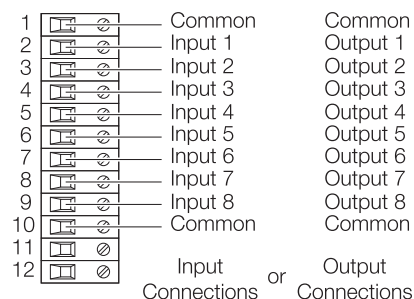 1 Common Common
2 Input 1 Output 1
3 Input 2 Output 2
4 Input 3 Output 3
5 Input 4 Output 4
6 Input 5 Output 5
7 Input 6 Output 6
8 Input 7 Output 7
9 Input 8 Output 8
10 Common Common
11
12
Input or Output
Connections Connections